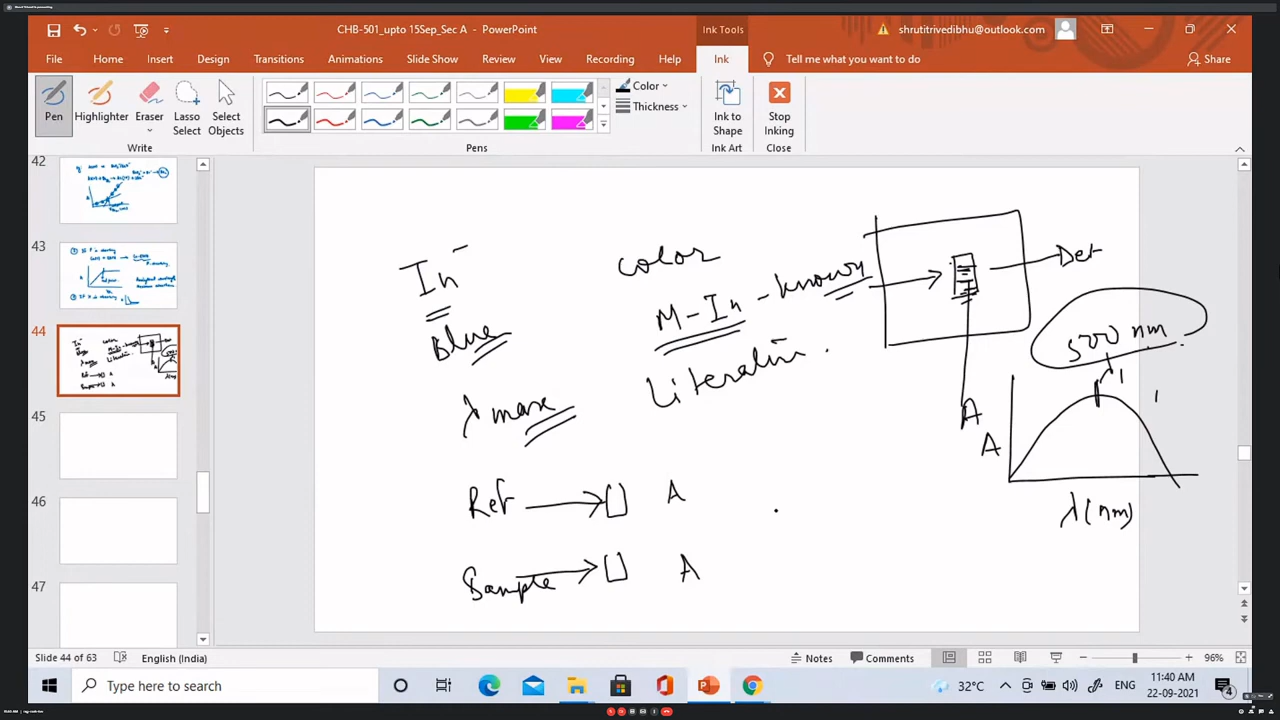 CHB-501_upto 15Sep_Sec A - PowerPoint
Ink Tools
shrutitrivedibhu@outlook.com
File Home Insert Design Transitions Animations Slide Show Review View Recording Help Ink Tell me what you want to do Share
Pen Highlighter Eraser Lasso Select Select Objects
Color
Thickness
Ink to Shape
Stop Inking
Write Pens Ink Art Close
42
43
44
45
46
47
In-
color
Blue
M-In-known
Det
Literatin
500 nm
λ max
A
A
Ref A
λ(nm)
Sample A
Slide 44 of 63 English (India) Notes Comments 96%
Type here to search
32°C
ENG
11:40 AM
22-09-2021
4